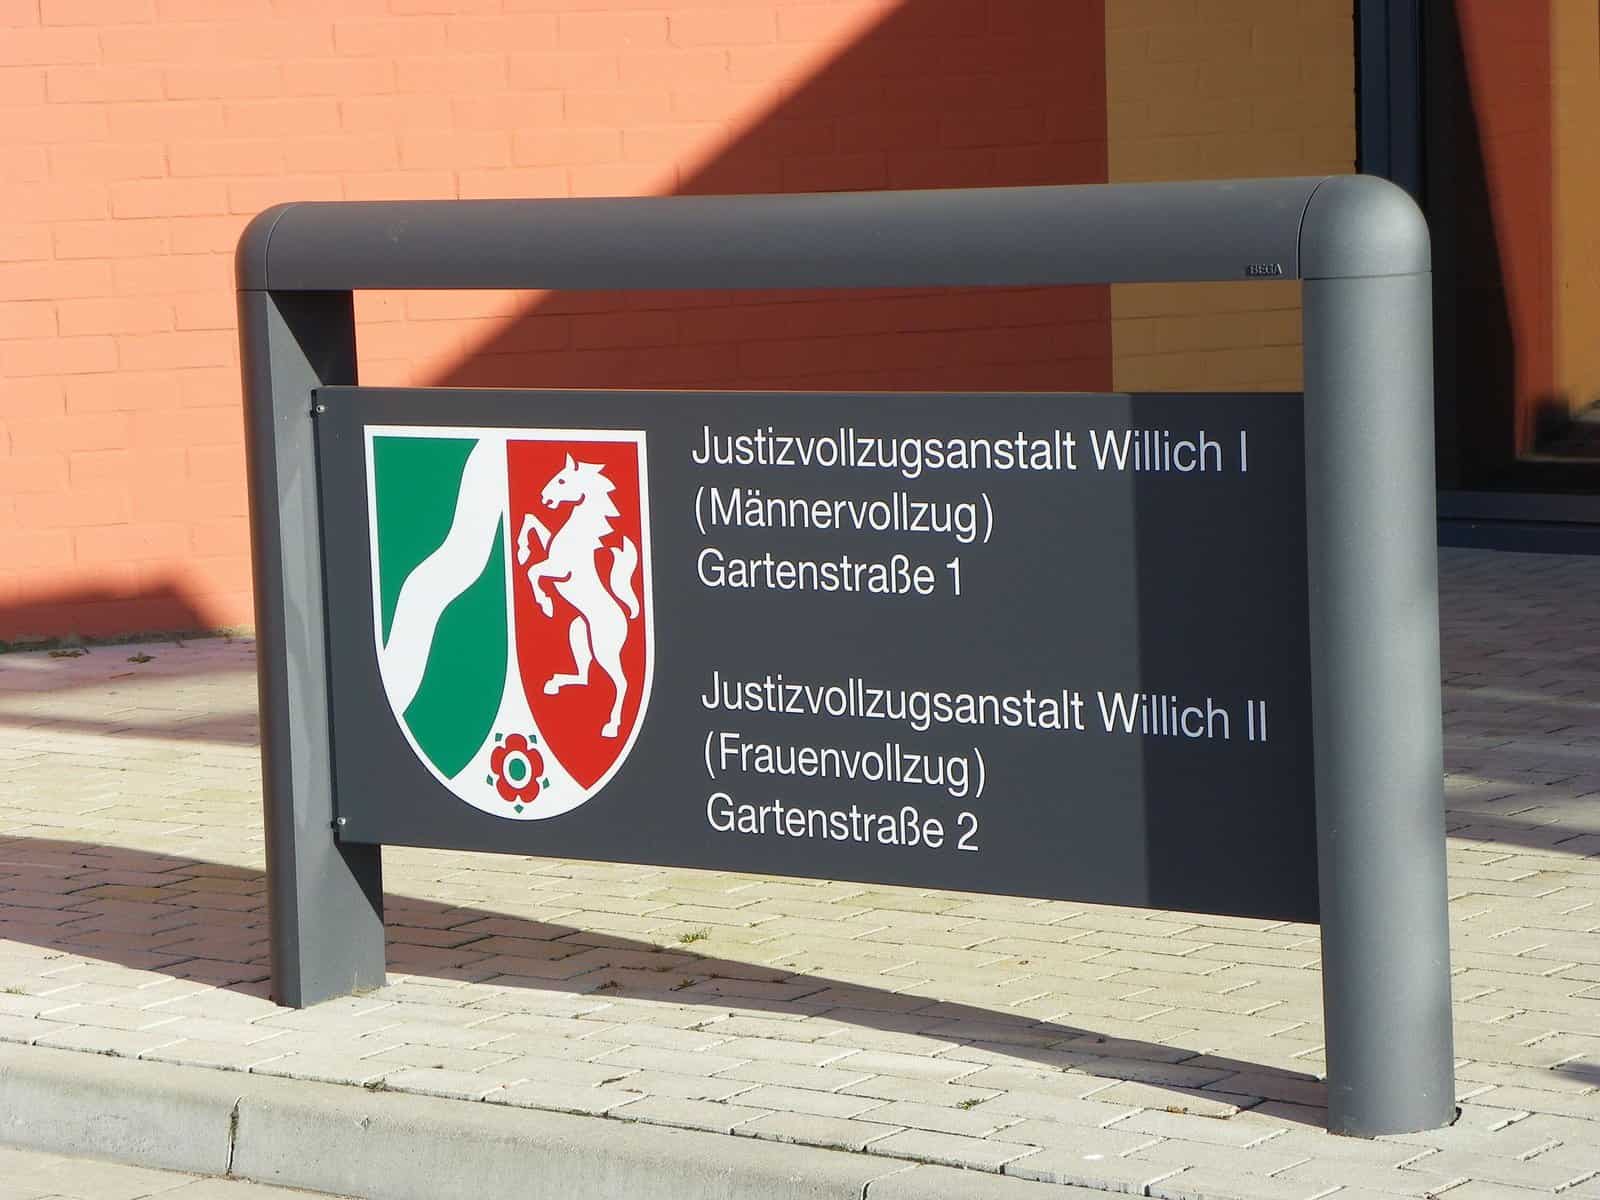 BEGA
Justizvollzugsanstalt Willich I
(Männervollzug)
Gartenstraße 1
Justizvollzugsanstalt Willich II
(Frauenvollzug)
Gartenstraße 2